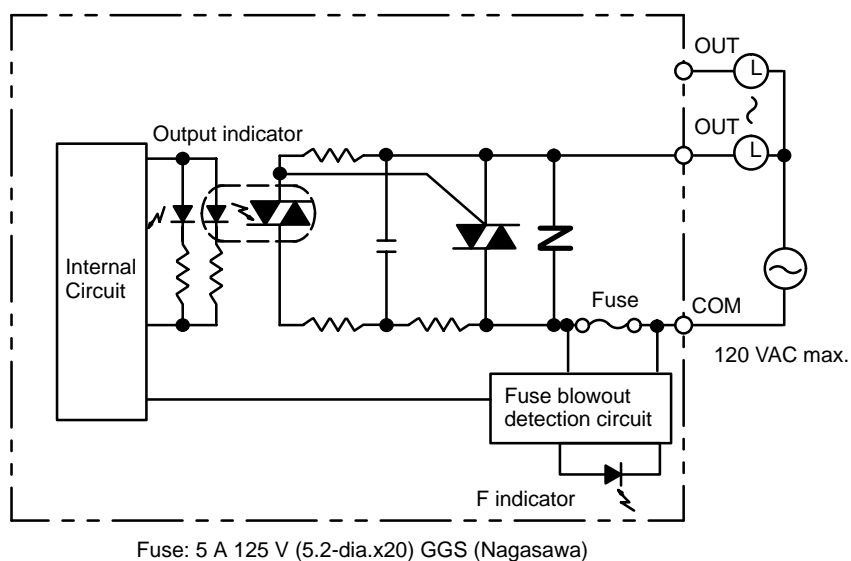 OUT
L
OUT
L
Output indicator
Internal
Circuit
Fuse
COM
120 VAC max.
Fuse blowout
detection circuit
F indicator
Fuse: 5 A 125 V (5.2-dia.x20) GGS (Nagasawa)